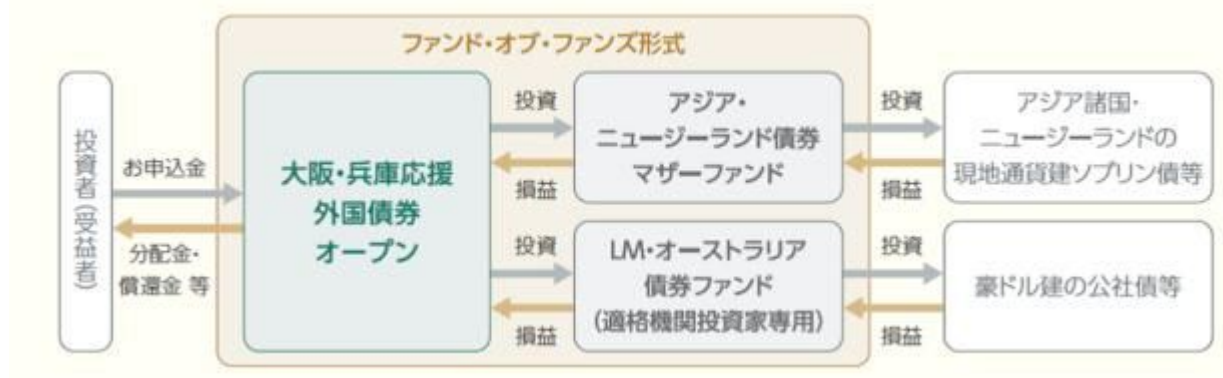 ファンド・オブ・ファンズ形式
投資者(受益者)
お申込金
分配金・
償還金 等
大阪・兵庫応援
外国債券
オープン
投資
損益
アジア・
ニュージーランド債券
マザーファンド
投資
損益
アジア諸国・
ニュージーランドの
現地通貨建ソブリン債等
投資
損益
LM・オーストラリア
債券ファンド
(適格機関投資家専用)
投資
損益
豪ドル建の公社債等